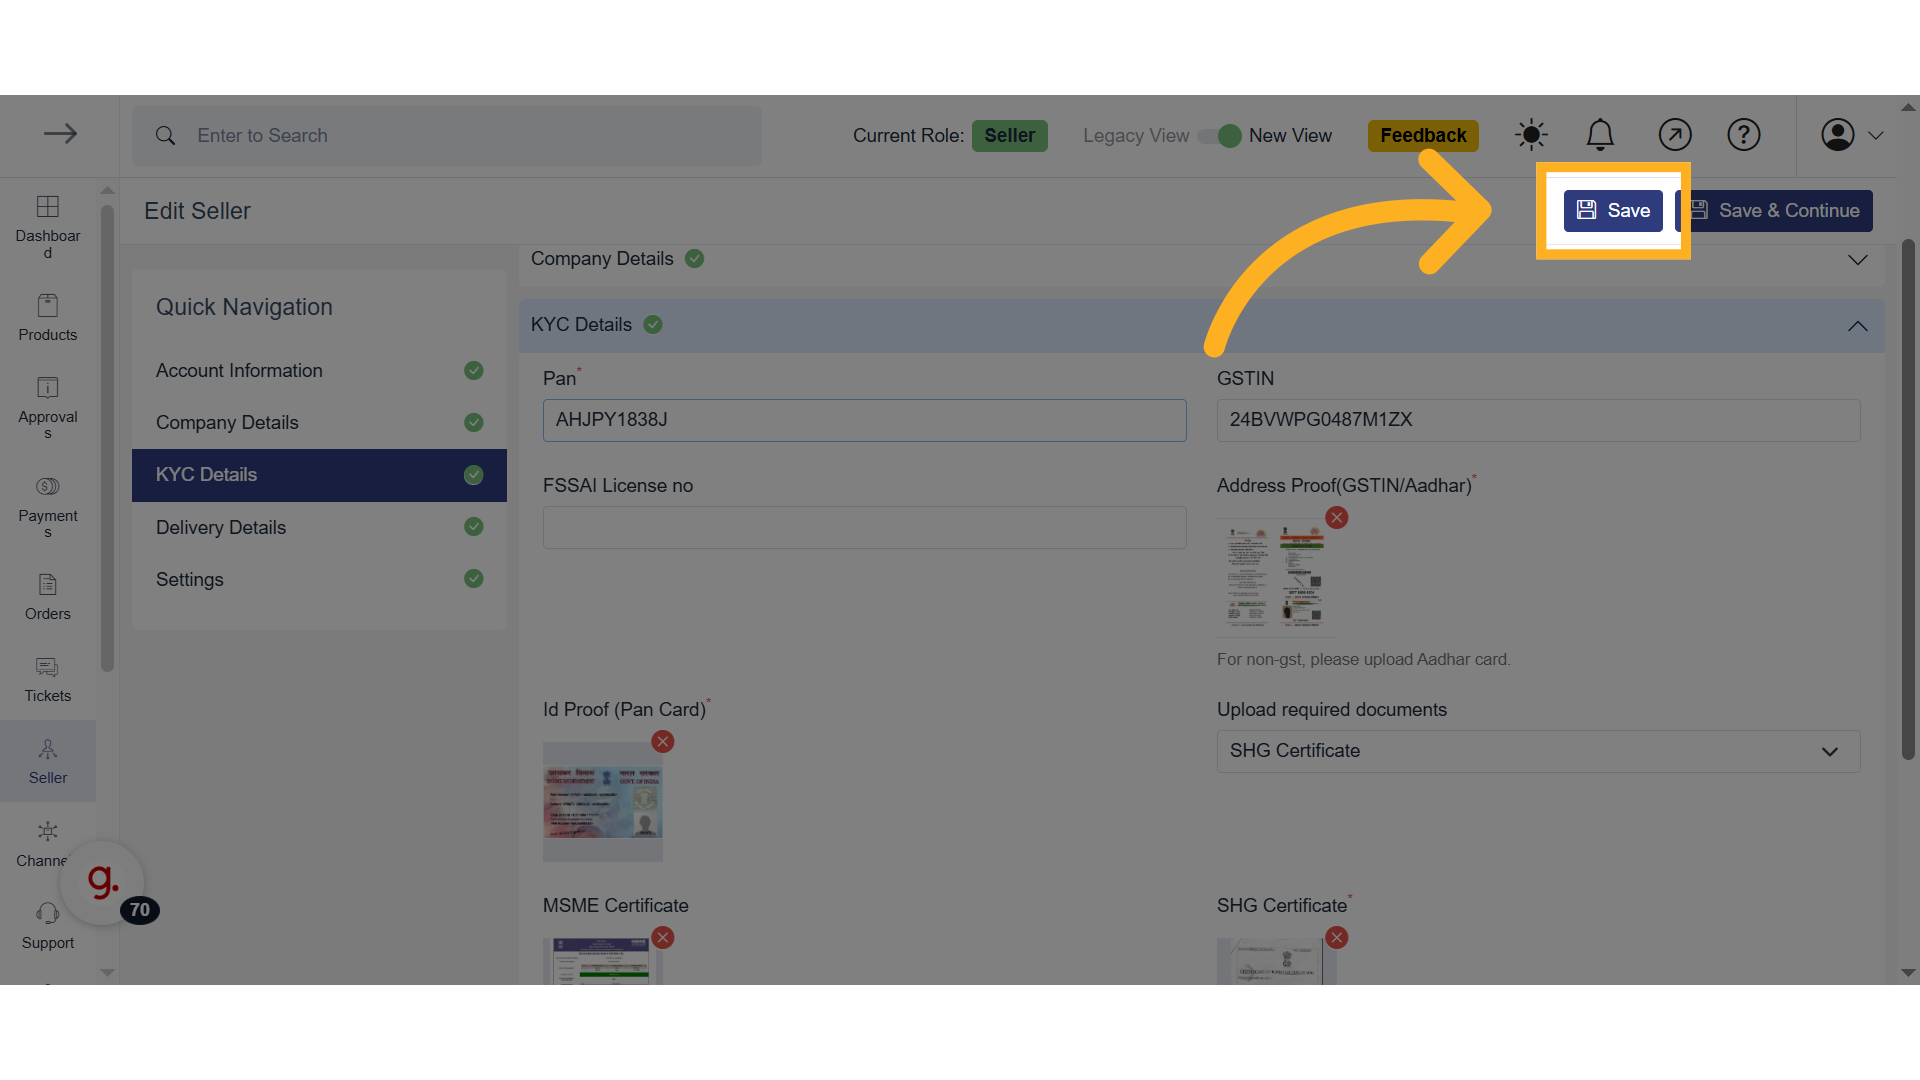 Enter to Search
Current Role: Seller
Legacy View New View
Feedback
Edit Seller
Save
Save & Continue
Dashboar
d
Products
Approval
s
Payment
s
Orders
Tickets
Seller
Channe
Support
g.
70
Quick Navigation
Account Information
Company Details
KYC Details
Delivery Details
Settings
Company Details
KYC Details
Pan*
AHJPY1838J
GSTIN
24BVWPG0487M1ZX
FSSAI License no
Address Proof(GSTIN/Aadhar)*
For non-gst, please upload Aadhar card.
Id Proof (Pan Card)*
Upload required documents
SHG Certificate
MSME Certificate
SHG Certificate*